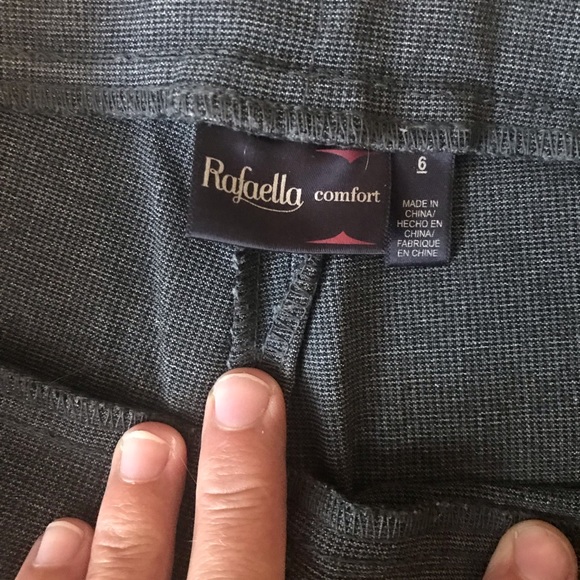 Rafaella comfort
6
MADE IN
CHINA/
HECHO EN
CHINA/
FABRIQUE
EN CHINE